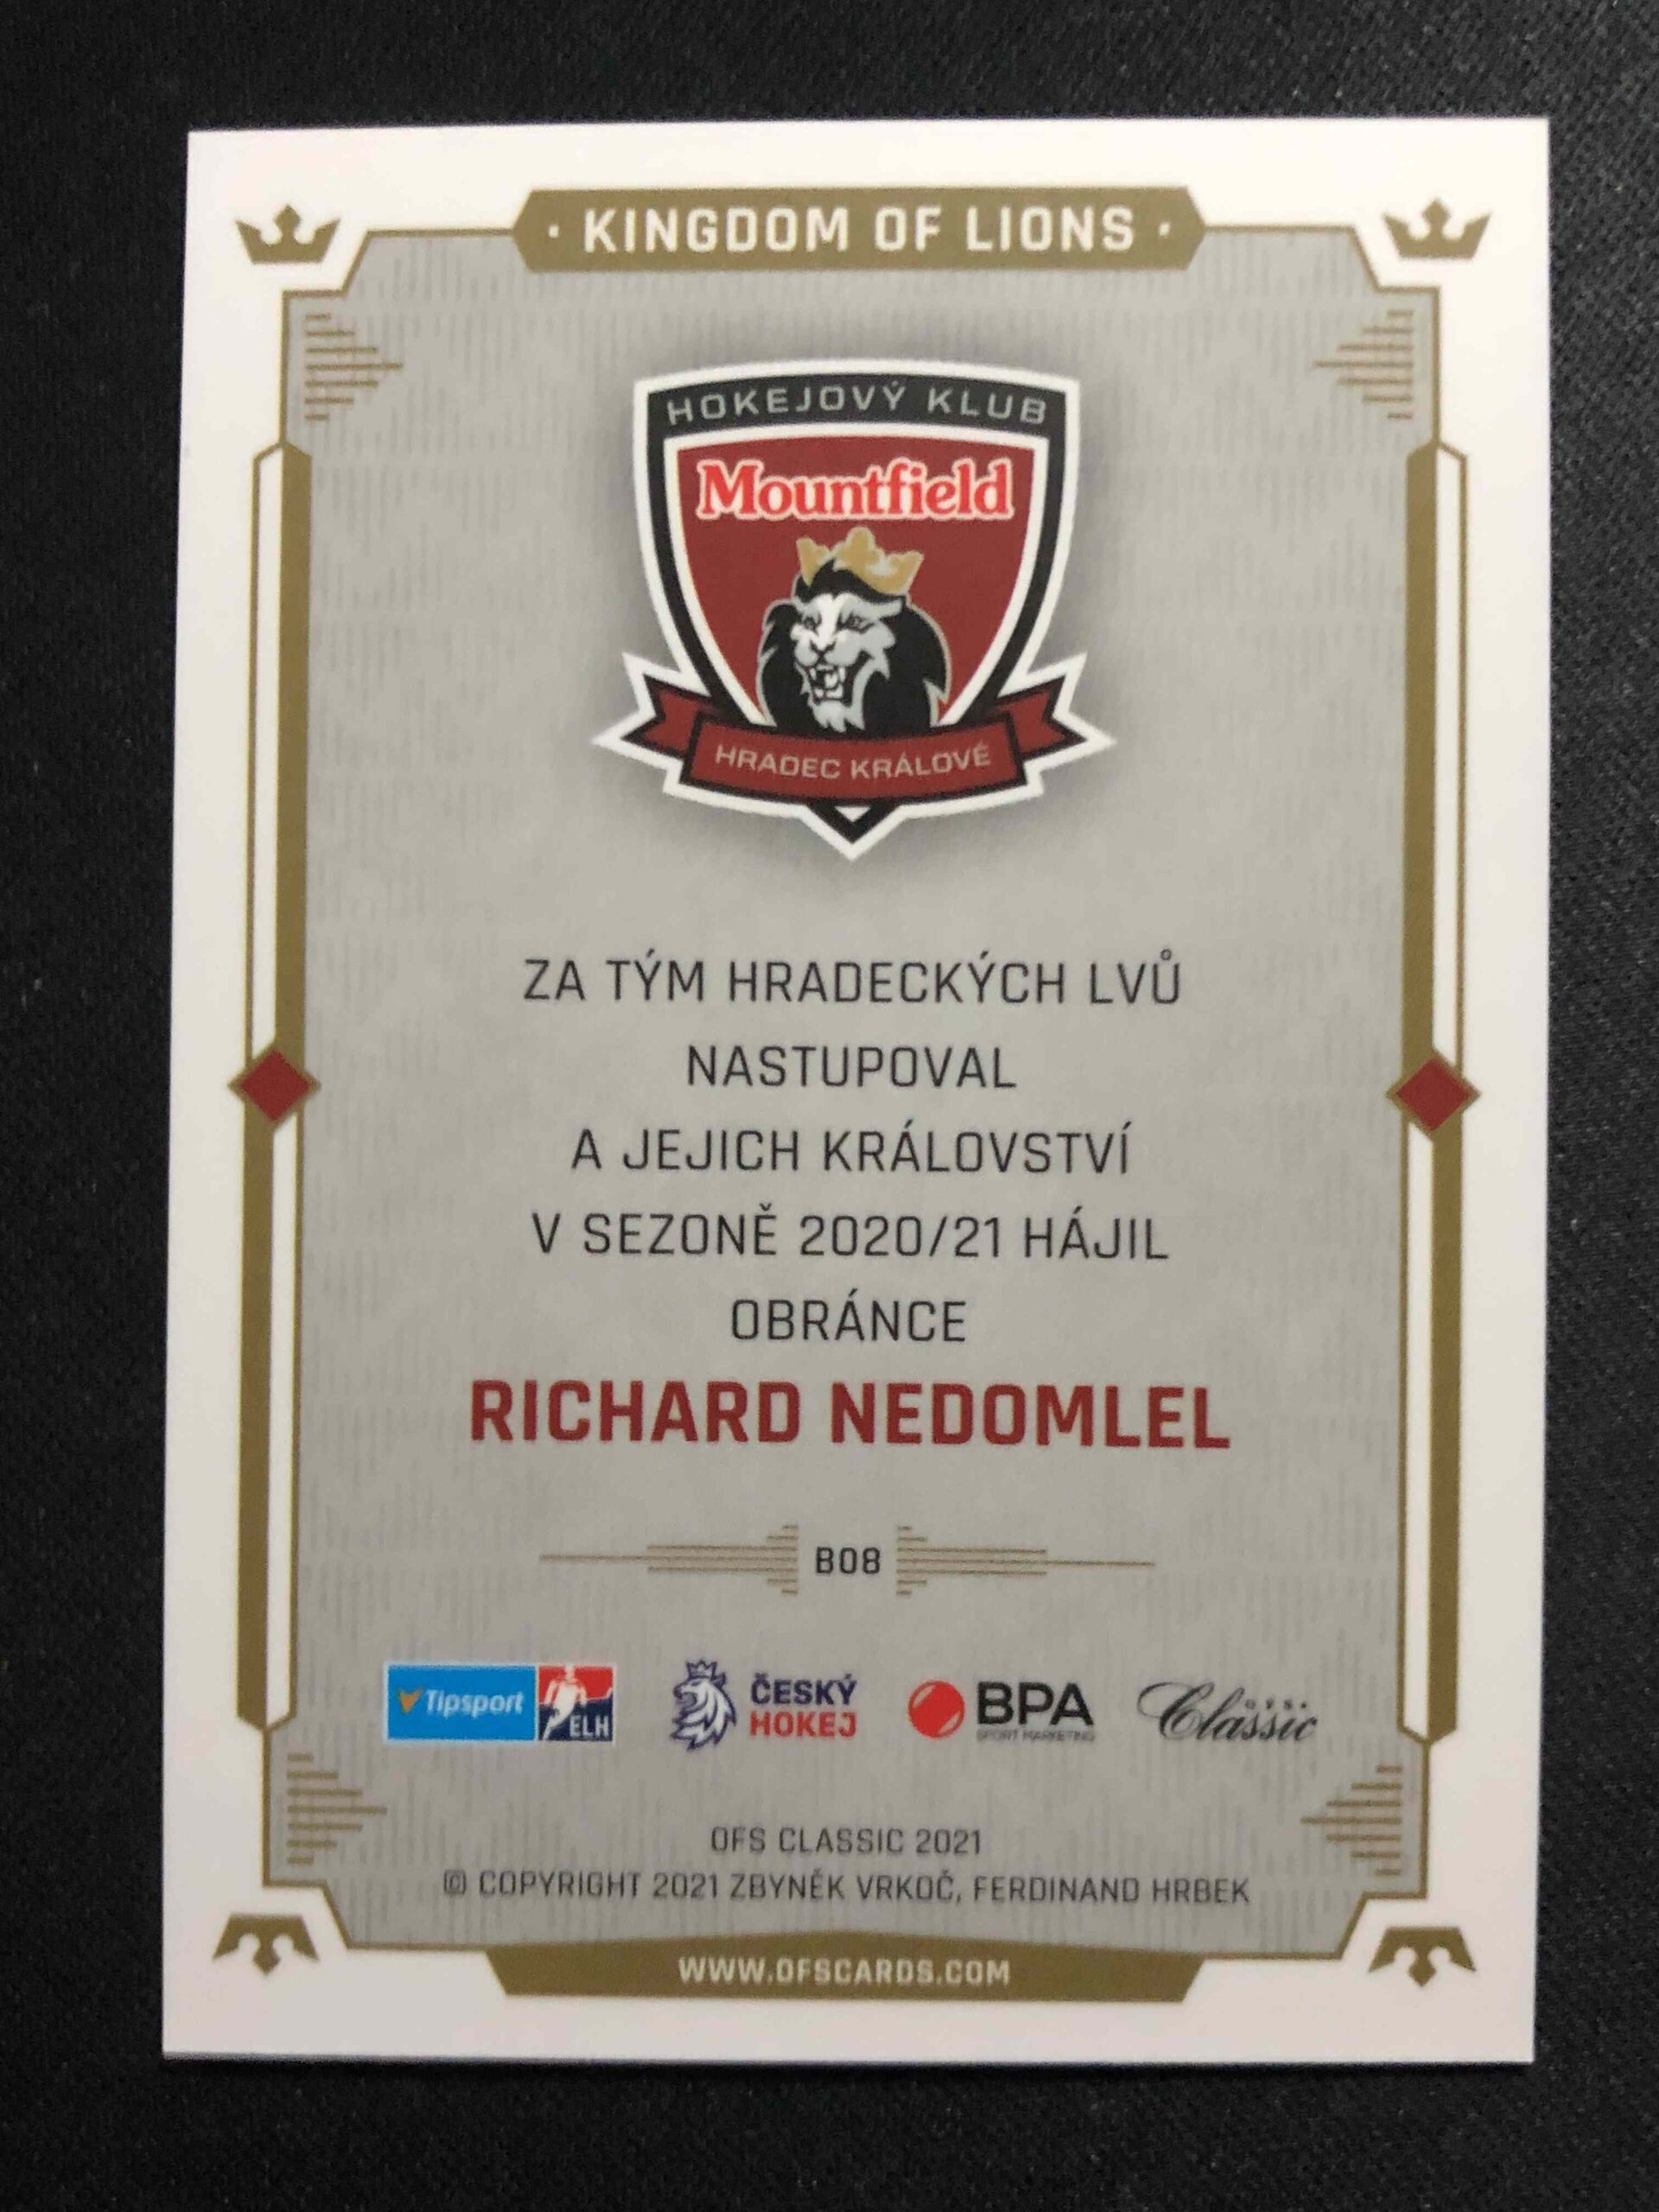 · KINGDOM OF LIONS ·
HOKEJOVÝ KLUB
Mountfield
HRADEC KRÁLOVÉ
ZA TÝM HRADECKÝCH LVŮ
NASTUPOVAL
A JEJICH KRÁLOVSTVÍ
V SEZONĚ 2020/21 HÁJIL
OBRÁNCE
RICHARD NEDOMLEL
B08
Tipsport
ELH
ČESKÝ
HOKEJ
BPA
SPORT MARKETING
O.F.S.
Classic
OFS CLASSIC 2021
© COPYRIGHT 2021 ZBYNĚK VRKOČ, FERDINAND HRBEK
WWW.OFSCARDS.COM